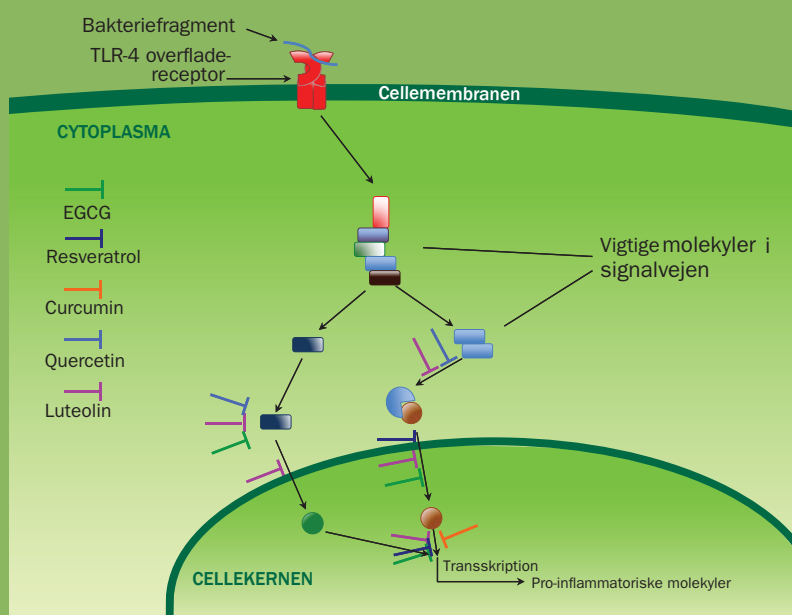 Bakteriefragment
TLR-4 overflade-
receptor
Cellemembranen
CYTOPLASMA
EGCG
Resveratrol
Curcumin
Quercetin
Luteolin
Vigtige molekyler i
signalvejen
CELLEKERNEN
Transskription
Pro-inflammatoriske molekyler